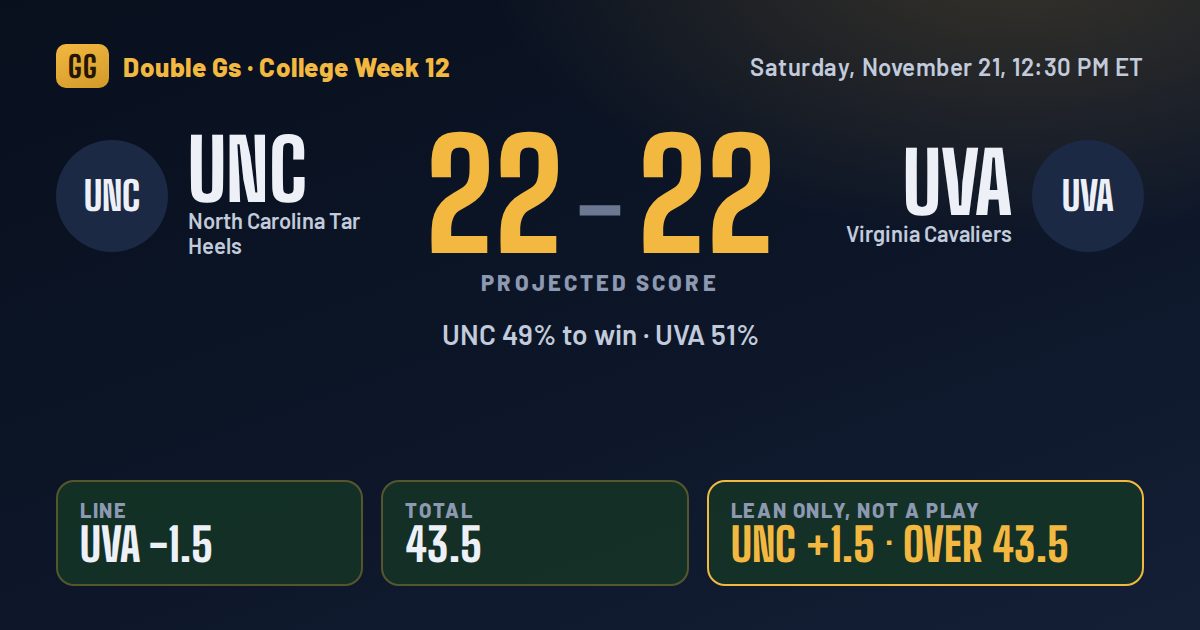 GG
Double Gs · College Week 12
Saturday, November 21, 12:30 PM ET
UNC
UNC
North Carolina Tar
Heels
22 – 22
PROJECTED SCORE
UNC 49% to win · UVA 51%
UVA
Virginia Cavaliers
UVA
LINE
UVA −1.5
TOTAL
43.5
LEAN ONLY, NOT A PLAY
UNC +1.5 · OVER 43.5